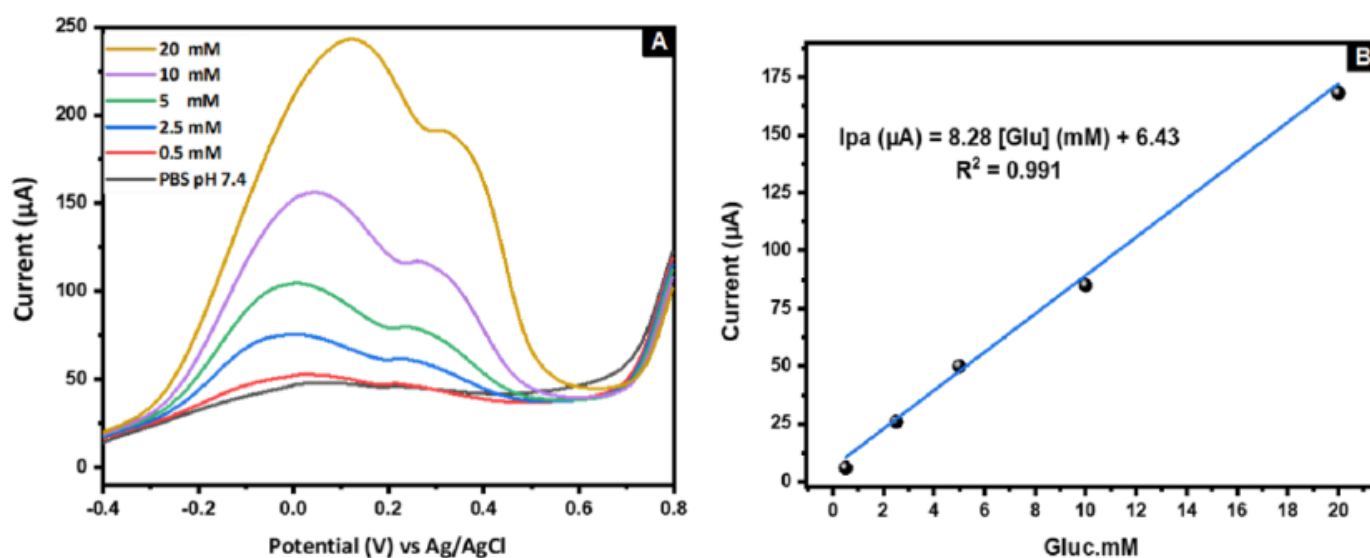 A
250
200
150
100
50
0
Current (µA)
20 mM
10 mM
5 mM
2.5 mM
0.5 mM
PBS pH 7.4
-0.4 -0.2 0.0 0.2 0.4 0.6 0.8
Potential (V) vs Ag/AgCl
B
175
150
125
100
75
50
25
0
Current (µA)
Ipa (µA) = 8.28 [Glu] (mM) + 6.43
R² = 0.991
0 2 4 6 8 10 12 14 16 18 20
Gluc.mM